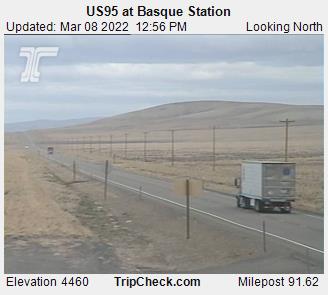 US95 at Basque Station
Updated: Mar 08 2022 12:56 PM Looking North
Elevation 4460 TripCheck.com Milepost 91.62